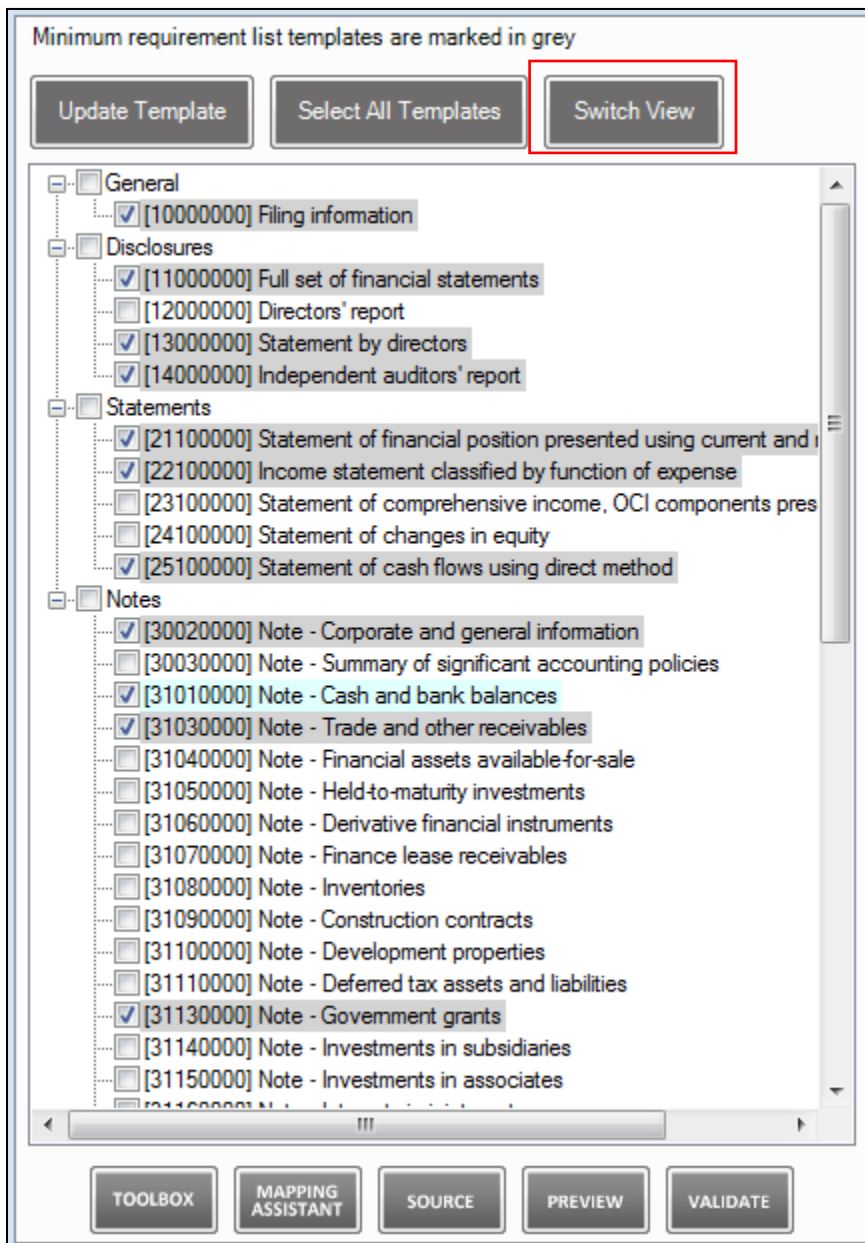 Minimum requirement list templates are marked in grey
Update Template Select All Templates Switch View
General
[10000000] Filing information
Disclosures
[11000000] Full set of financial statements
[12000000] Directors' report
[13000000] Statement by directors
[14000000] Independent auditors' report
Statements
[21100000] Statement of financial position presented using current and
[22100000] Income statement classified by function of expense
[23100000] Statement of comprehensive income, OCI components pres
[24100000] Statement of changes in equity
[25100000] Statement of cash flows using direct method
Notes
[30020000] Note - Corporate and general information
[30030000] Note - Summary of significant accounting policies
[31010000] Note - Cash and bank balances
[31030000] Note - Trade and other receivables
[31040000] Note - Financial assets available-for-sale
[31050000] Note - Held-to-maturity investments
[31060000] Note - Derivative financial instruments
[31070000] Note - Finance lease receivables
[31080000] Note - Inventories
[31090000] Note - Construction contracts
[31100000] Note - Development properties
[31110000] Note - Deferred tax assets and liabilities
[31130000] Note - Government grants
[31140000] Note - Investments in subsidiaries
[31150000] Note - Investments in associates
TOOLBOX MAPPING ASSISTANT SOURCE PREVIEW VALIDATE